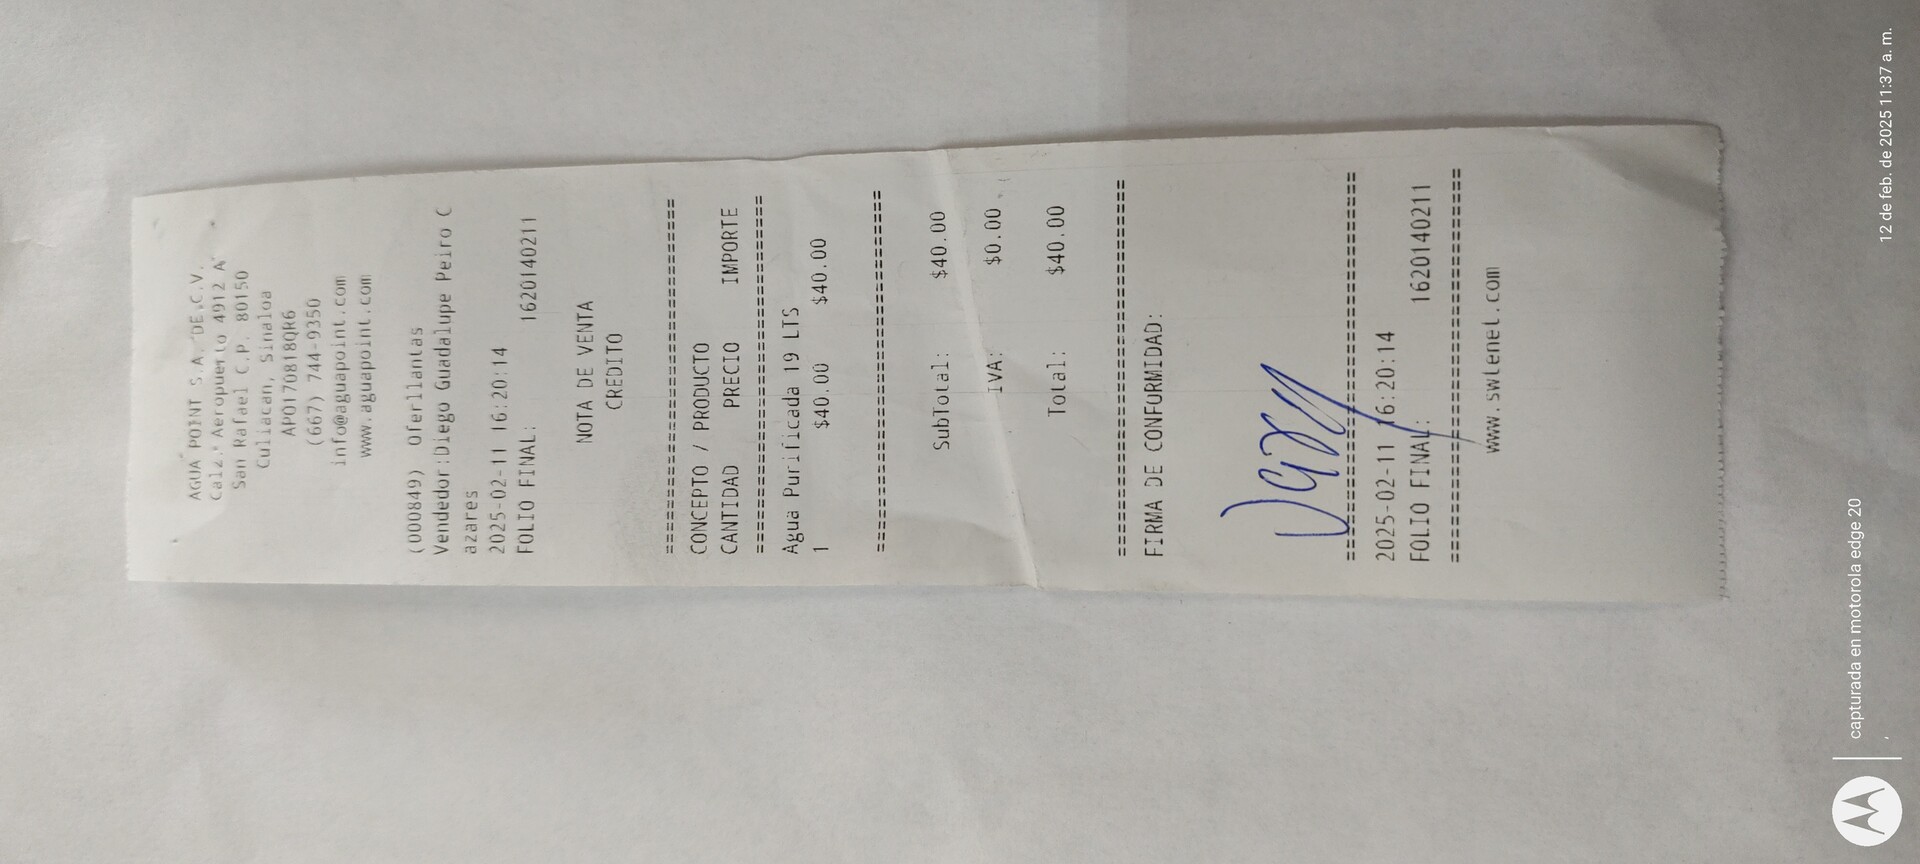 AGUA POINT S.A. DE.C.V.
Calz. Aeropuerto 4912 A
San Rafael C.P. 80150
Culiacan, Sinaloa
APO170818QR6
(667) 744-9350
info@aguapoint.com
www.aguapoint.com
(000849) Oferllantas
Vendedor:Diego Guadalupe Peiro C
azares
2025-02-11 16:20:14
FOLIO FINAL: 1620140211
NOTA DE VENTA
CREDITO
================================
CONCEPTO / PRODUCTO
CANTIDAD PRECIO IMPORTE
================================
Agua Purificada 19 LTS
1 $40.00 $40.00
================================
SubTotal: $40.00
IVA: $0.00
Total: $40.00
================================
FIRMA DE CONFORMIDAD:
================================
2025-02-11 16:20:14
FOLIO FINAL: 1620140211
================================
www.swtenet.com
capturada en motorola edge 20
12 de feb. de 2025 11:37 a. m.